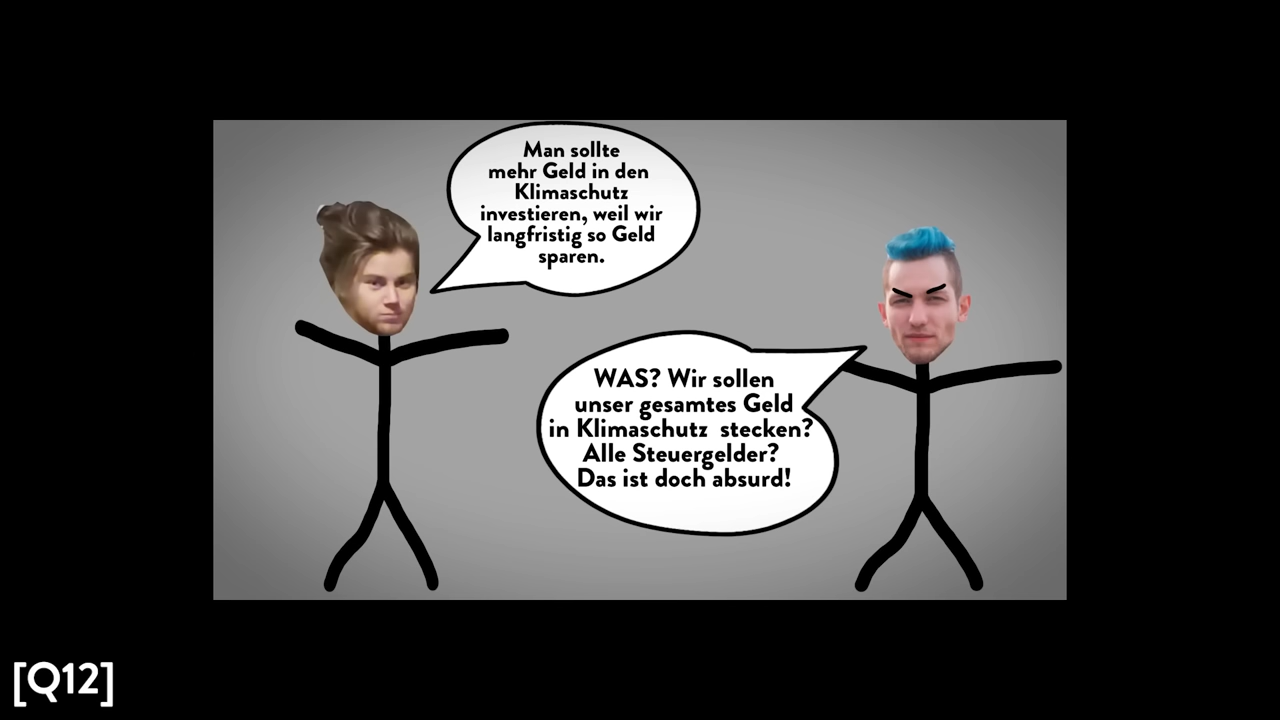 Man sollte
mehr Geld in den
Klimaschutz
investieren, weil wir
langfristig so Geld
sparen.
WAS? Wir sollen
unser gesamtes Geld
in Klimaschutz stecken?
Alle Steuergelder?
Das ist doch absurd!
[Q12]